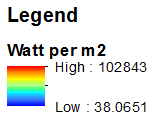 Legend
Watt per m2
High : 102843
Low : 38.0651